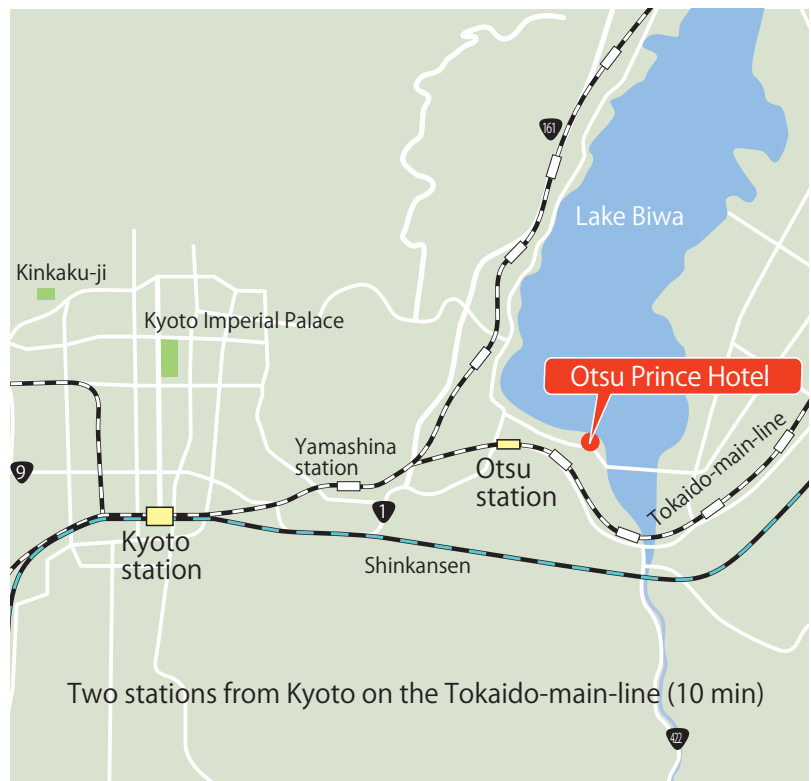 161
Lake Biwa
Kinkaku-ji
Kyoto Imperial Palace
Otsu Prince Hotel
Yamashina
station
Otsu
station
Tokaido-main-line
9
1
Kyoto
station
Shinkansen
Two stations from Kyoto on the Tokaido-main-line (10 min)
422